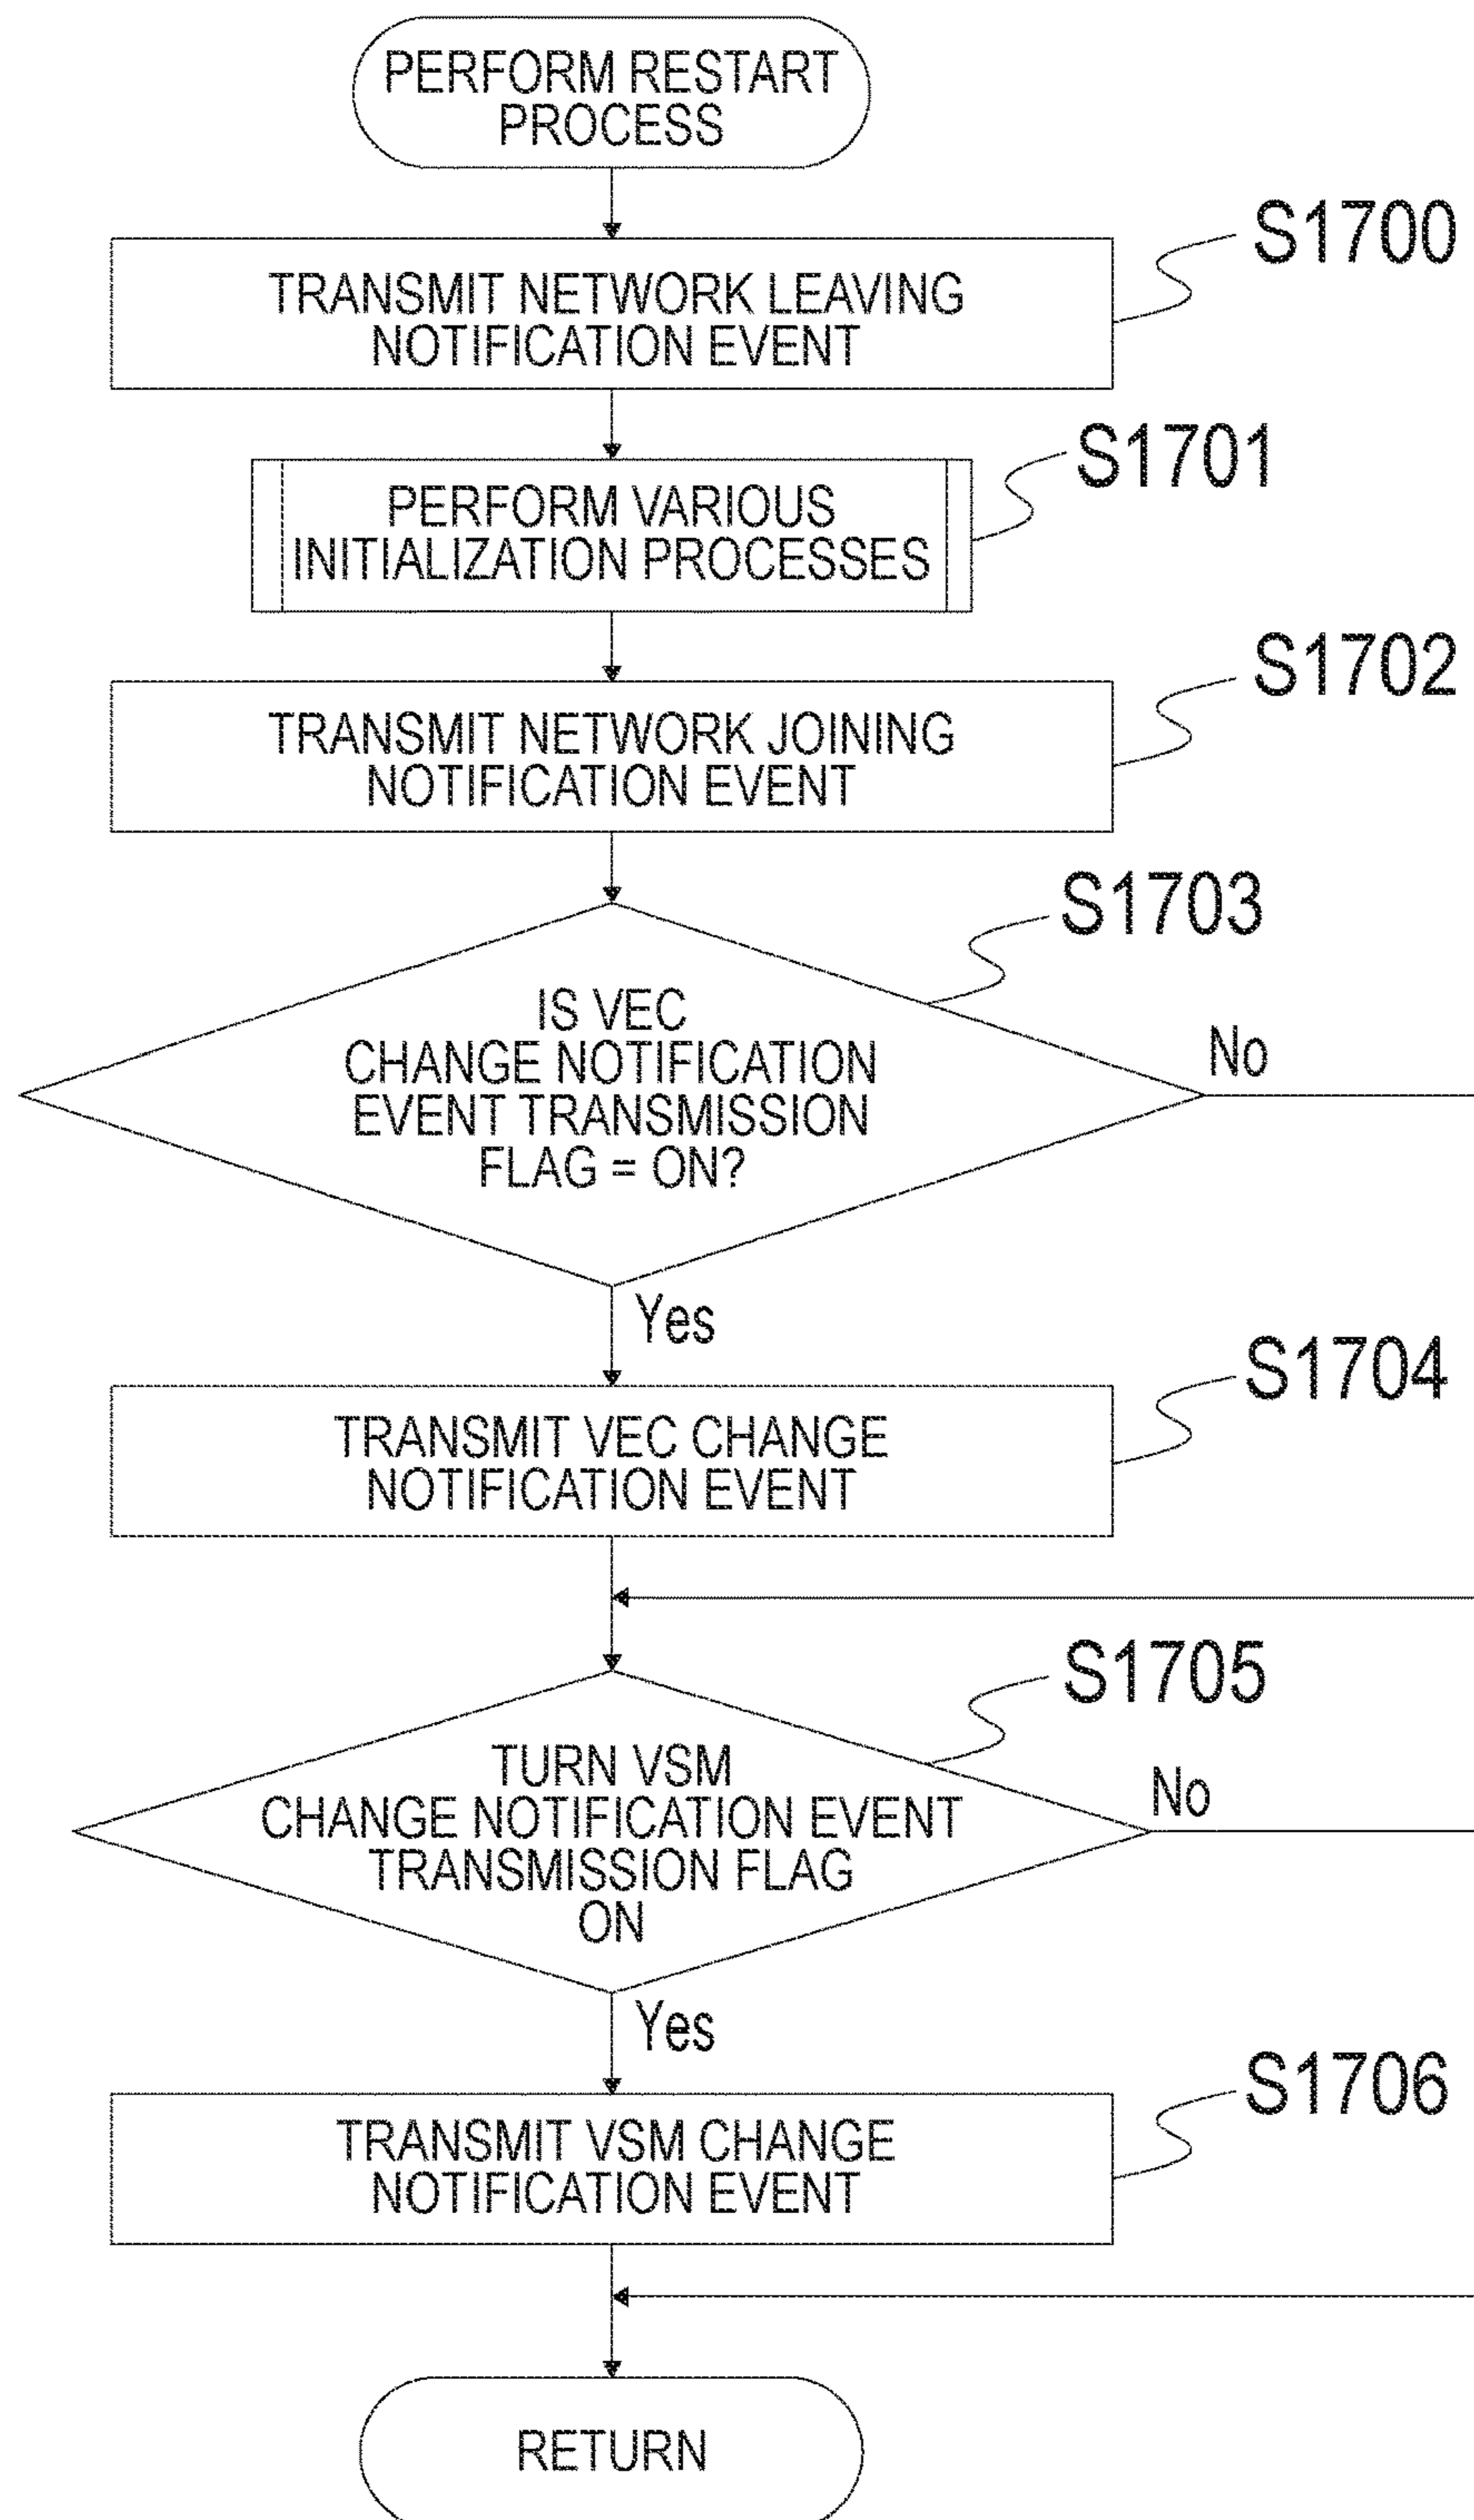 PERFORM RESTART
PROCESS
S1700
TRANSMIT NETWORK LEAVING
NOTIFICATION EVENT
S1701
PERFORM VARIOUS
INITIALIZATION PROCESSES
S1702
TRANSMIT NETWORK JOINING
NOTIFICATION EVENT
S1703
IS VEC
CHANGE NOTIFICATION
EVENT TRANSMISSION
FLAG = ON?
No
Yes
S1704
TRANSMIT VEC CHANGE
NOTIFICATION EVENT
S1705
TURN VSM
CHANGE NOTIFICATION EVENT
TRANSMISSION FLAG
ON
No
Yes
S1706
TRANSMIT VSM CHANGE
NOTIFICATION EVENT
RETURN